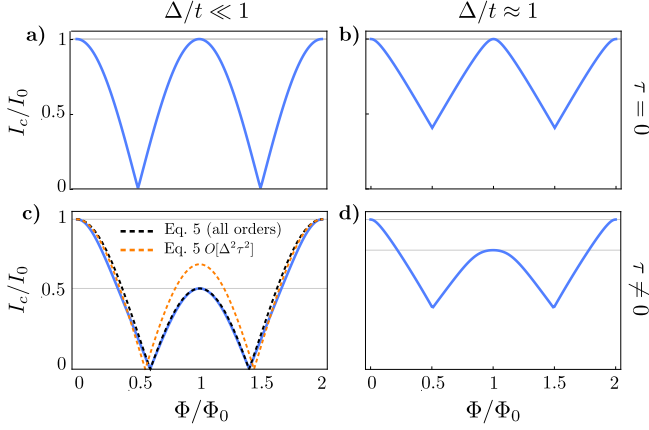 Δ/t ≪ 1
Δ/t ≈ 1
a)
b)
1
0.5
0
I_c/I_0
τ = 0
c)
d)
1
0.5
0
I_c/I_0
Eq. 5 (all orders)
Eq. 5 O[Δ²τ²]
τ ≠ 0
0
0.5
1
1.5
2
0
0.5
1
1.5
2
Φ/Φ_0
Φ/Φ_0